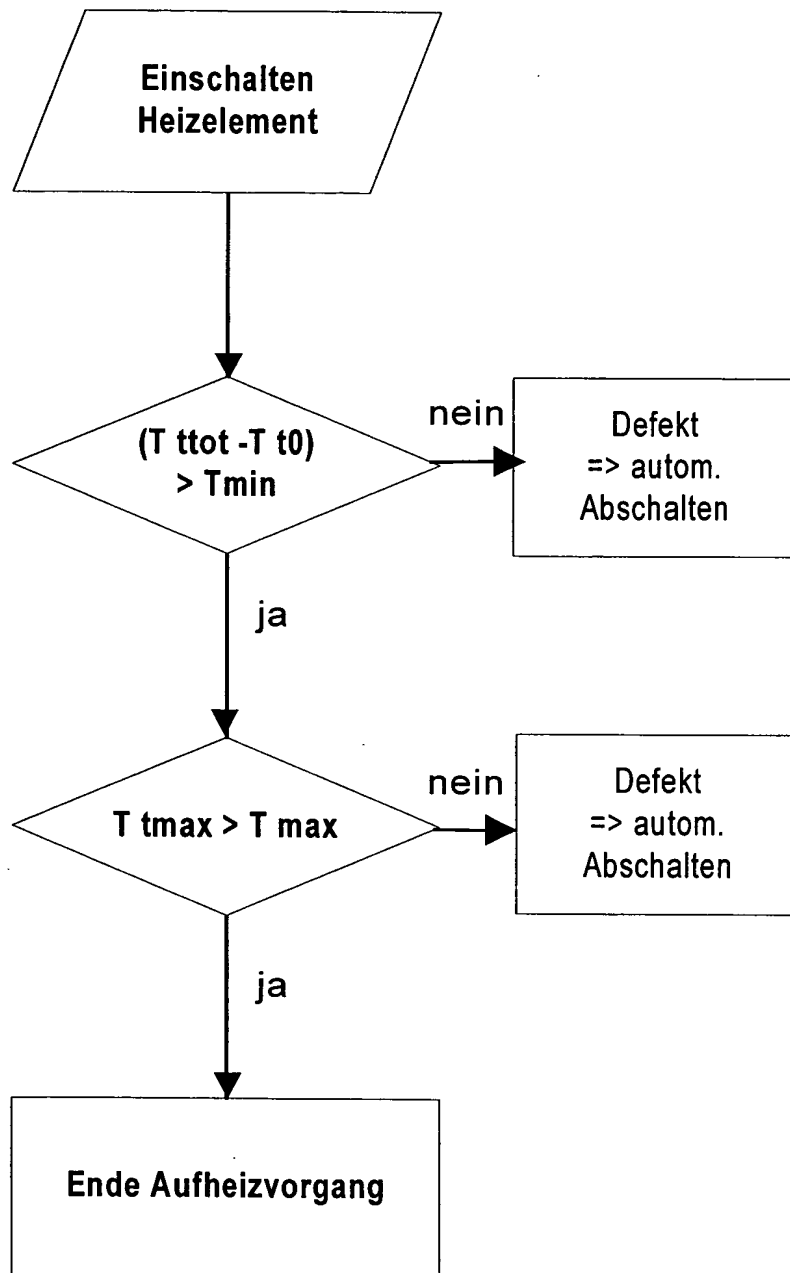 Einschalten
Heizelement
(T ttot -T t0)
> Tmin
nein
Defekt
=> autom.
Abschalten
ja
T tmax > T max
nein
Defekt
=> autom.
Abschalten
ja
Ende Aufheizvorgang